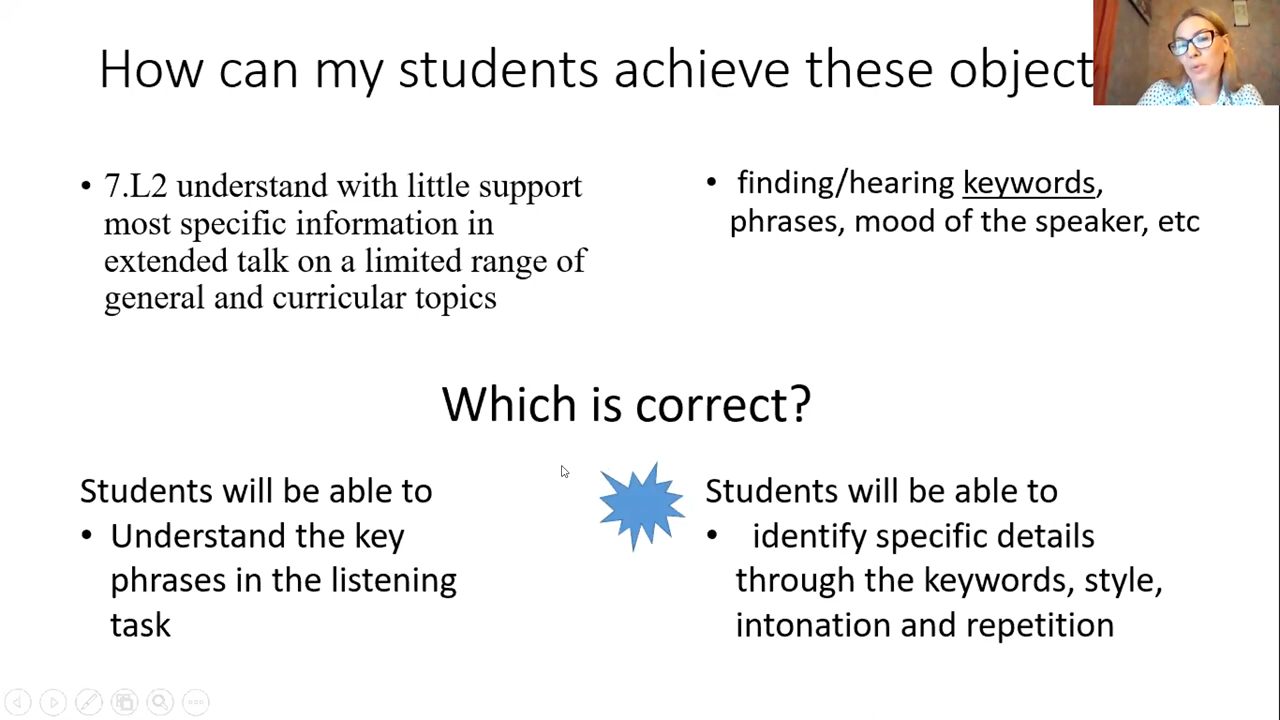 How can my students achieve these object
• 7.L2 understand with little support
most specific information in
extended talk on a limited range of
general and curricular topics
• finding/hearing keywords,
phrases, mood of the speaker, etc
Which is correct?
Students will be able to
• Understand the key
phrases in the listening
task
Students will be able to
• identify specific details
through the keywords, style,
intonation and repetition